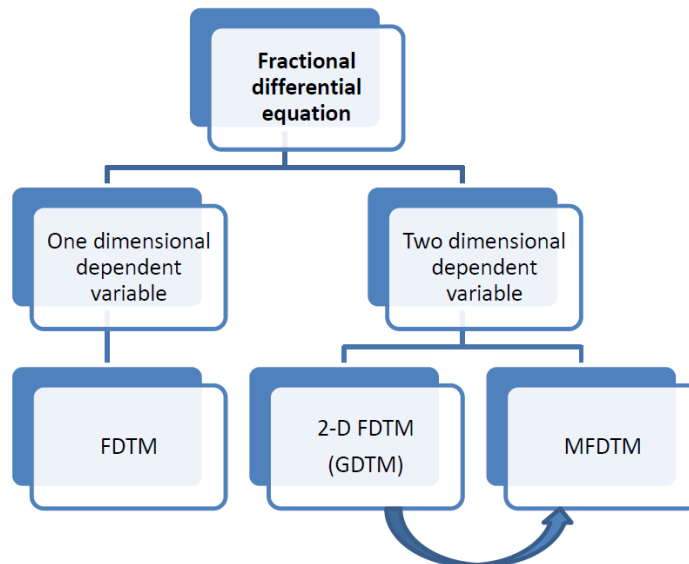 Fractional
differential
equation
One dimensional
dependent
variable
Two dimensional
dependent
variable
FDTM
2-D FDTM
(GDTM)
MFDTM